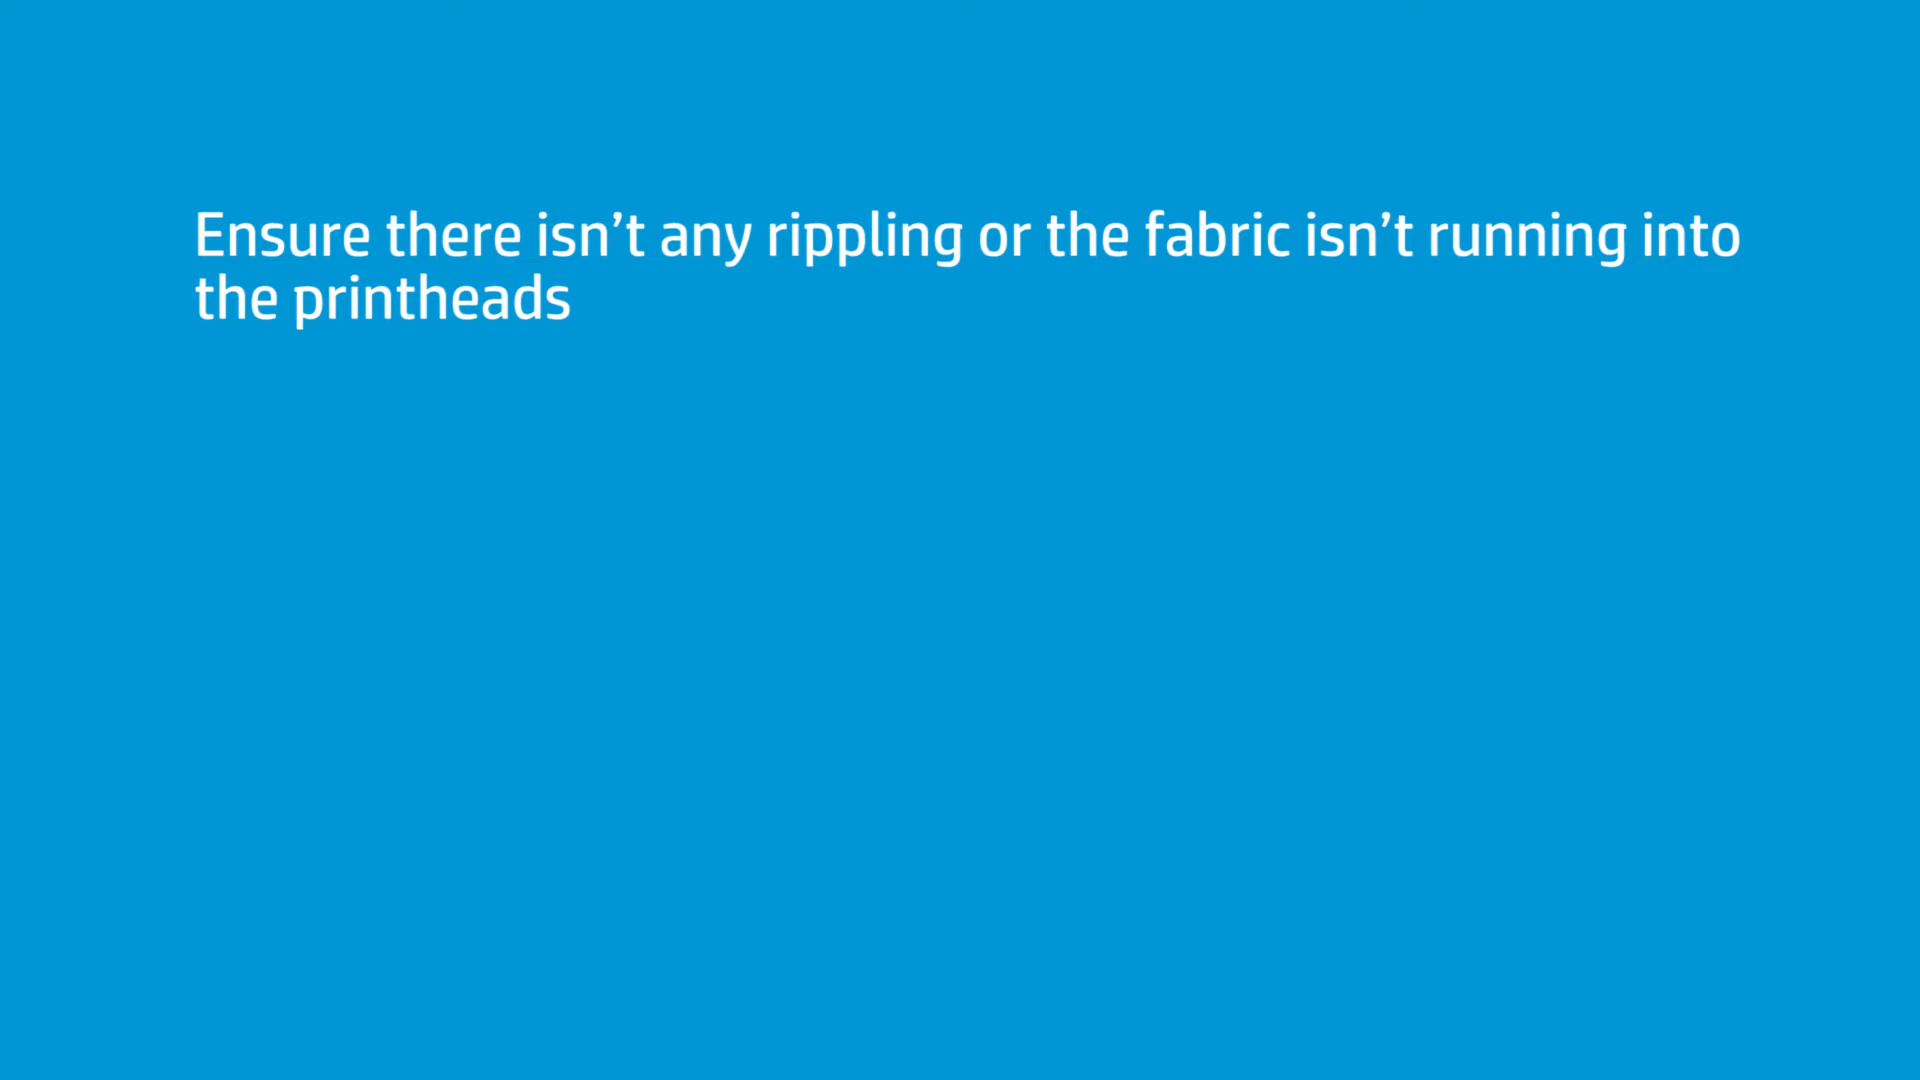 Ensure there isn’t any rippling or the fabric isn’t running into
the printheads